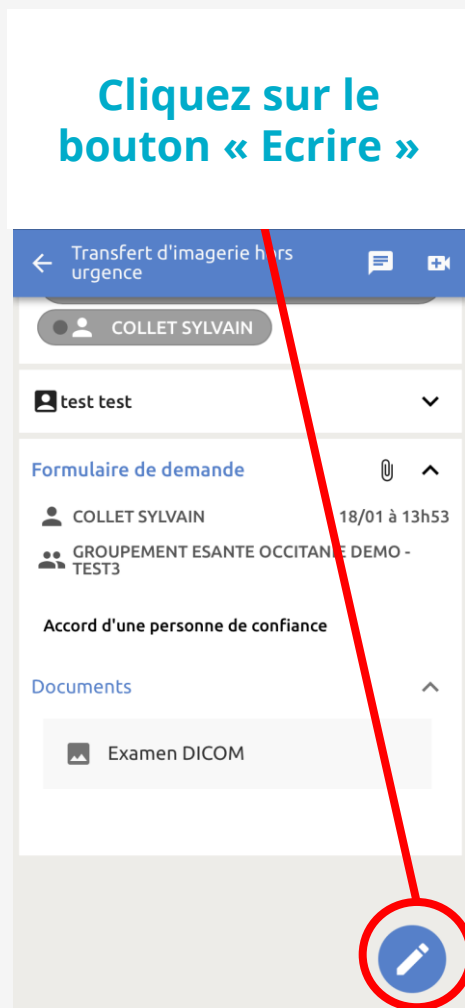 Cliquez sur le
bouton « Ecrire »
Transfert d'imagerie hors
urgence
COLLET SYLVAIN
test test
Formulaire de demande
COLLET SYLVAIN
18/01 à 13h53
GROUPEMENT ESANTE OCCITANIE DEMO -
TEST3
Accord d'une personne de confiance
Documents
Examen DICOM